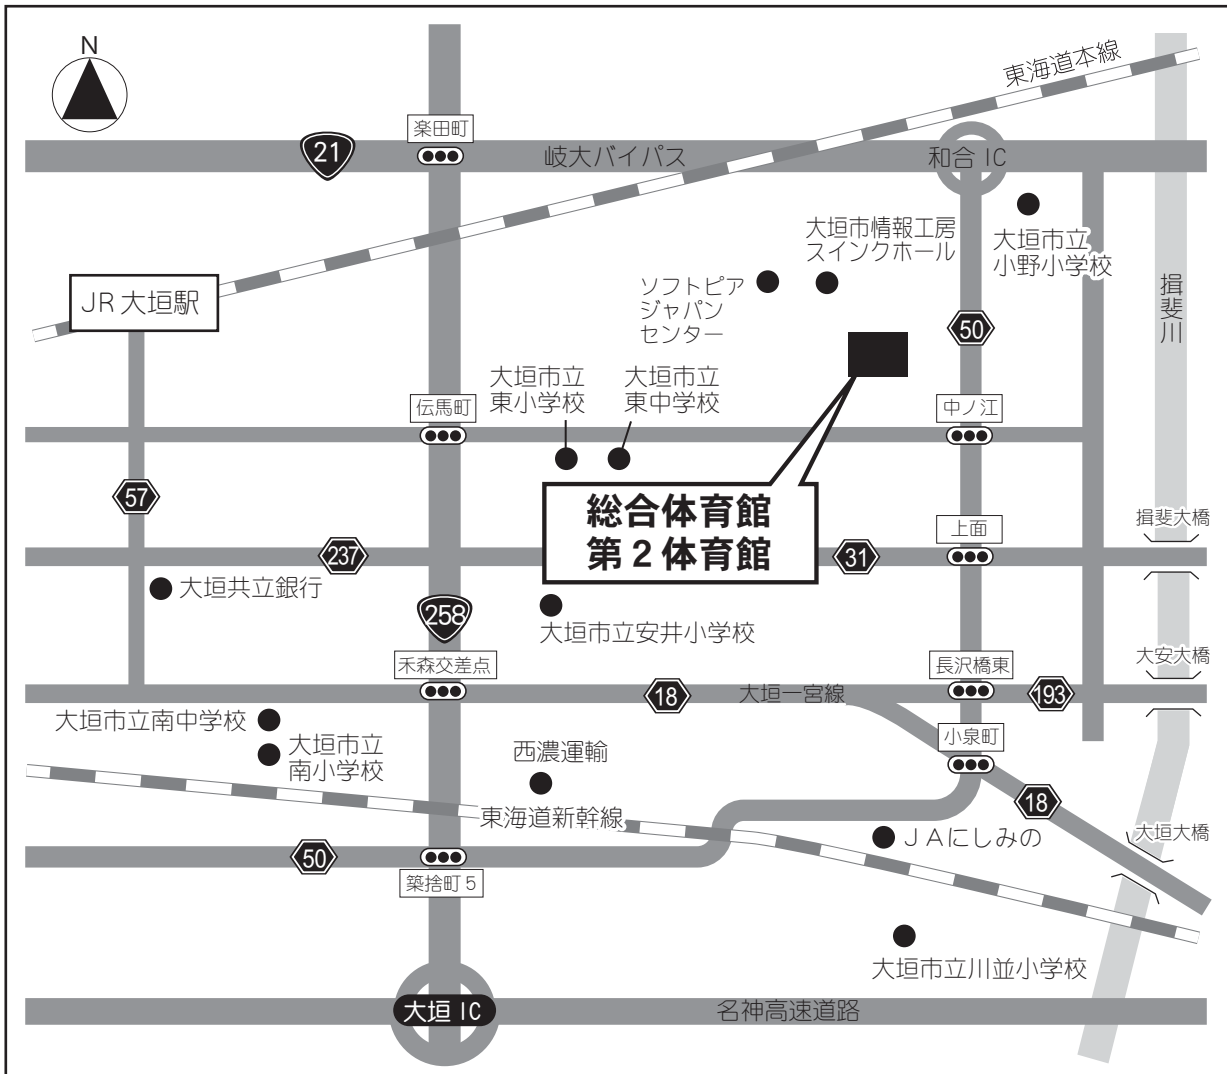 N
東海道本線
楽田町
21
岐大バイパス
和合 IC
大垣市情報工房
スインクホール
大垣市立
小野小学校
ソフトピア
ジャパン
センター
揖斐川
JR 大垣駅
50
大垣市立
東小学校
大垣市立
東中学校
伝馬町
中ノ江
57
総合体育館
第2体育館
揖斐大橋
上面
237
31
大垣共立銀行
258
大垣市立安井小学校
禾森交差点
長沢橋東
大安大橋
18
大垣一宮線
193
大垣市立南中学校
大垣市立
南小学校
西濃運輸
小泉町
18
東海道新幹線
大垣大橋
JAにしみの
50
築捨町5
大垣市立川並小学校
大垣 IC
名神高速道路